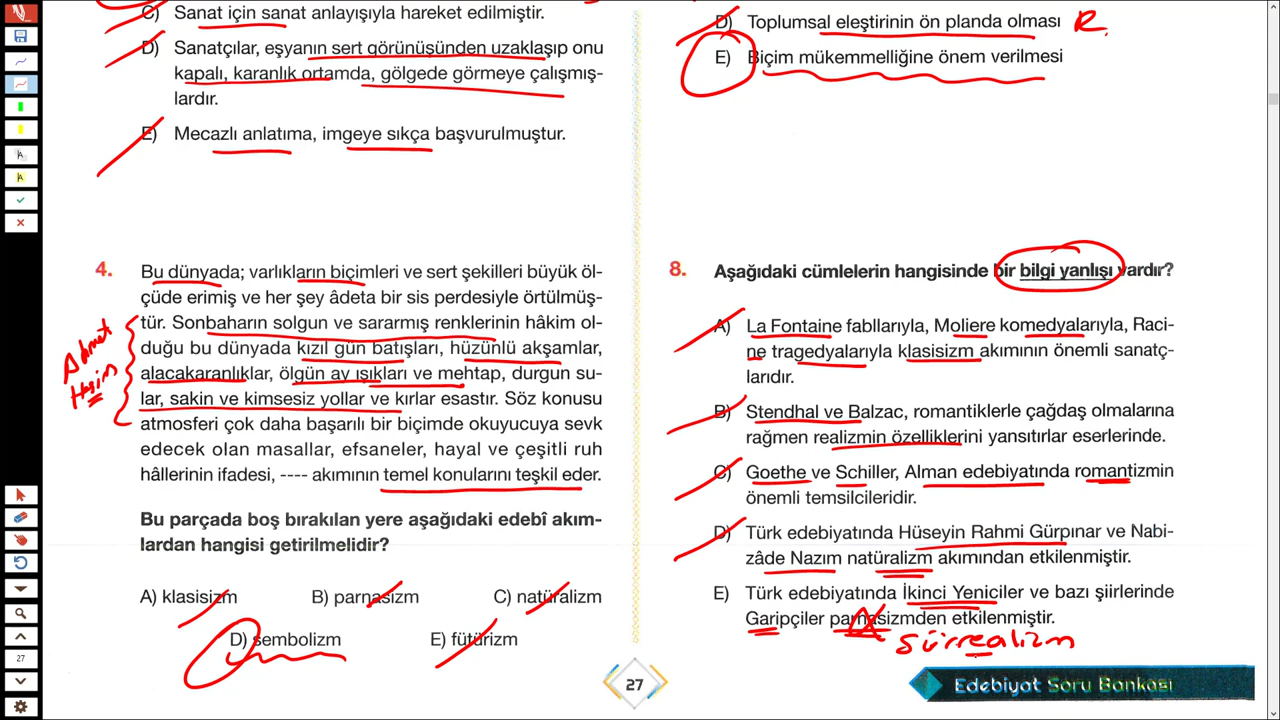 C) Sanat için sanat anlayışıyla hareket edilmiştir.
D) Sanatçılar, eşyanın sert görünüşünden uzaklaşıp onu
kapalı, karanlık ortamda, gölgede görmeye çalışmış-
lardır.
E) Mecazlı anlatıma, imgeye sıkça başvurulmuştur.
4. Bu dünyada; varlıkların biçimleri ve sert şekilleri büyük öl-
çüde erimiş ve her şey âdeta bir sis perdesiyle örtülmüş-
tür. Sonbaharın solgun ve sararmış renklerinin hâkim ol-
duğu bu dünyada kızıl gün batışları, hüzünlü akşamlar,
alacakaranlıklar, ölgün ay ışıkları ve mehtap, durgun su-
lar, sakin ve kimsesiz yollar ve kırlar esastır. Söz konusu
atmosferi çok daha başarılı bir biçimde okuyucuya sevk
edecek olan masallar, efsaneler, hayal ve çeşitli ruh
hâllerinin ifadesi, ---- akımının temel konularını teşkil eder.
Ahmet
Haşim
Bu parçada boş bırakılan yere aşağıdaki edebî akım-
lardan hangisi getirilmelidir?
A) klasisizm B) parnasizm C) natüralizm
D) sembolizm E) fütürizm
D) Toplumsal eleştirinin ön planda olması R.
E) Biçim mükemmelliğine önem verilmesi
8. Aşağıdaki cümlelerin hangisinde bir bilgi yanlışı vardır?
A) La Fontaine fabllarıyla, Moliere komedyalarıyla, Raci-
ne tragedyalarıyla klasisizm akımının önemli sanatç-
larıdır.
B) Stendhal ve Balzac, romantiklerle çağdaş olmalarına
rağmen realizmin özelliklerini yansıtırlar eserlerinde.
C) Goethe ve Schiller, Alman edebiyatında romantizmin
önemli temsilcileridir.
D) Türk edebiyatında Hüseyin Rahmi Gürpınar ve Nabi-
zâde Nazım natüralizm akımından etkilenmiştir.
E) Türk edebiyatında İkinci Yeniciler ve bazı şiirlerinde
Garipçiler parnasizmden etkilenmiştir.
sürrealizm
27
27
Edebiyat Soru Bankası